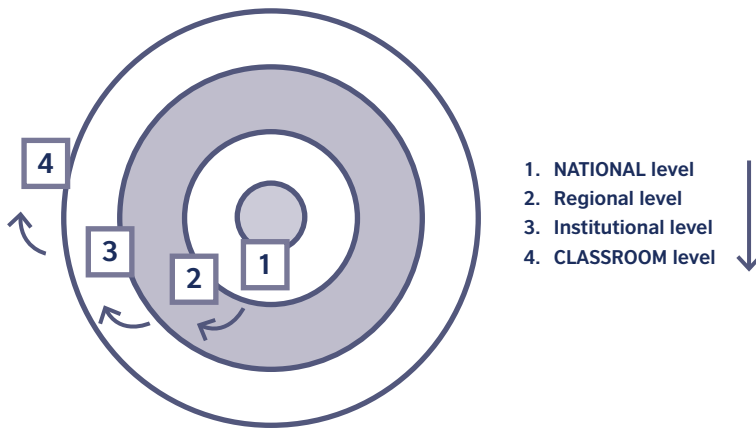 4
3
2
1
1. NATIONAL level
2. Regional level
3. Institutional level
4. CLASSROOM level